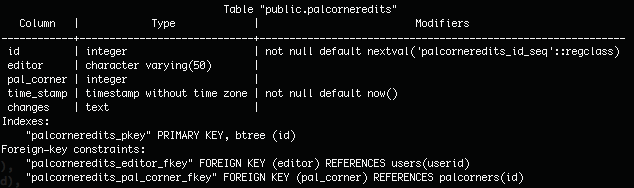 Table "public.palcorneredits"
Column | Type | Modifiers
------------+-----------------------------+-------------------------------------------------------------
id | integer | not null default nextval('palcorneredits_id_seq'::regclass)
editor | character varying(50) |
pal_corner | integer |
time_stamp | timestamp without time zone | not null default now()
changes | text |
Indexes:
"palcorneredits_pkey" PRIMARY KEY, btree (id)
Foreign-key constraints:
"palcorneredits_editor_fkey" FOREIGN KEY (editor) REFERENCES users(userid)
"palcorneredits_pal_corner_fkey" FOREIGN KEY (pal_corner) REFERENCES palcorners(id)